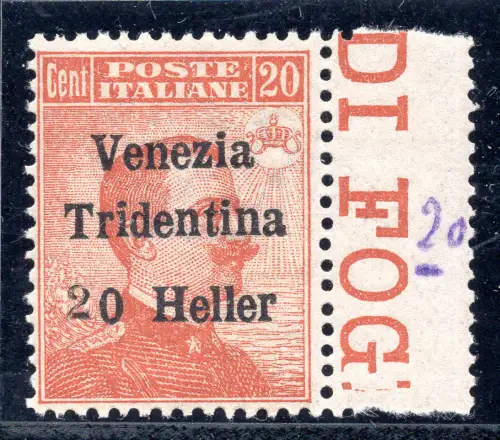 Cent POSTE ITALIANE 20
Venezia
Tridentina
20 Heller
DI FOG
20